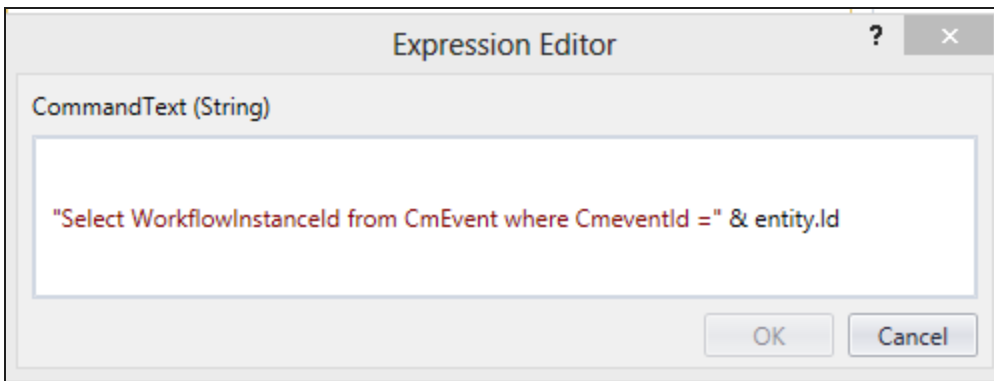 Expression Editor
?
×
CommandText (String)
"Select WorkflowInstanceId from CmEvent where CmeventId =" & entity.Id
OK
Cancel